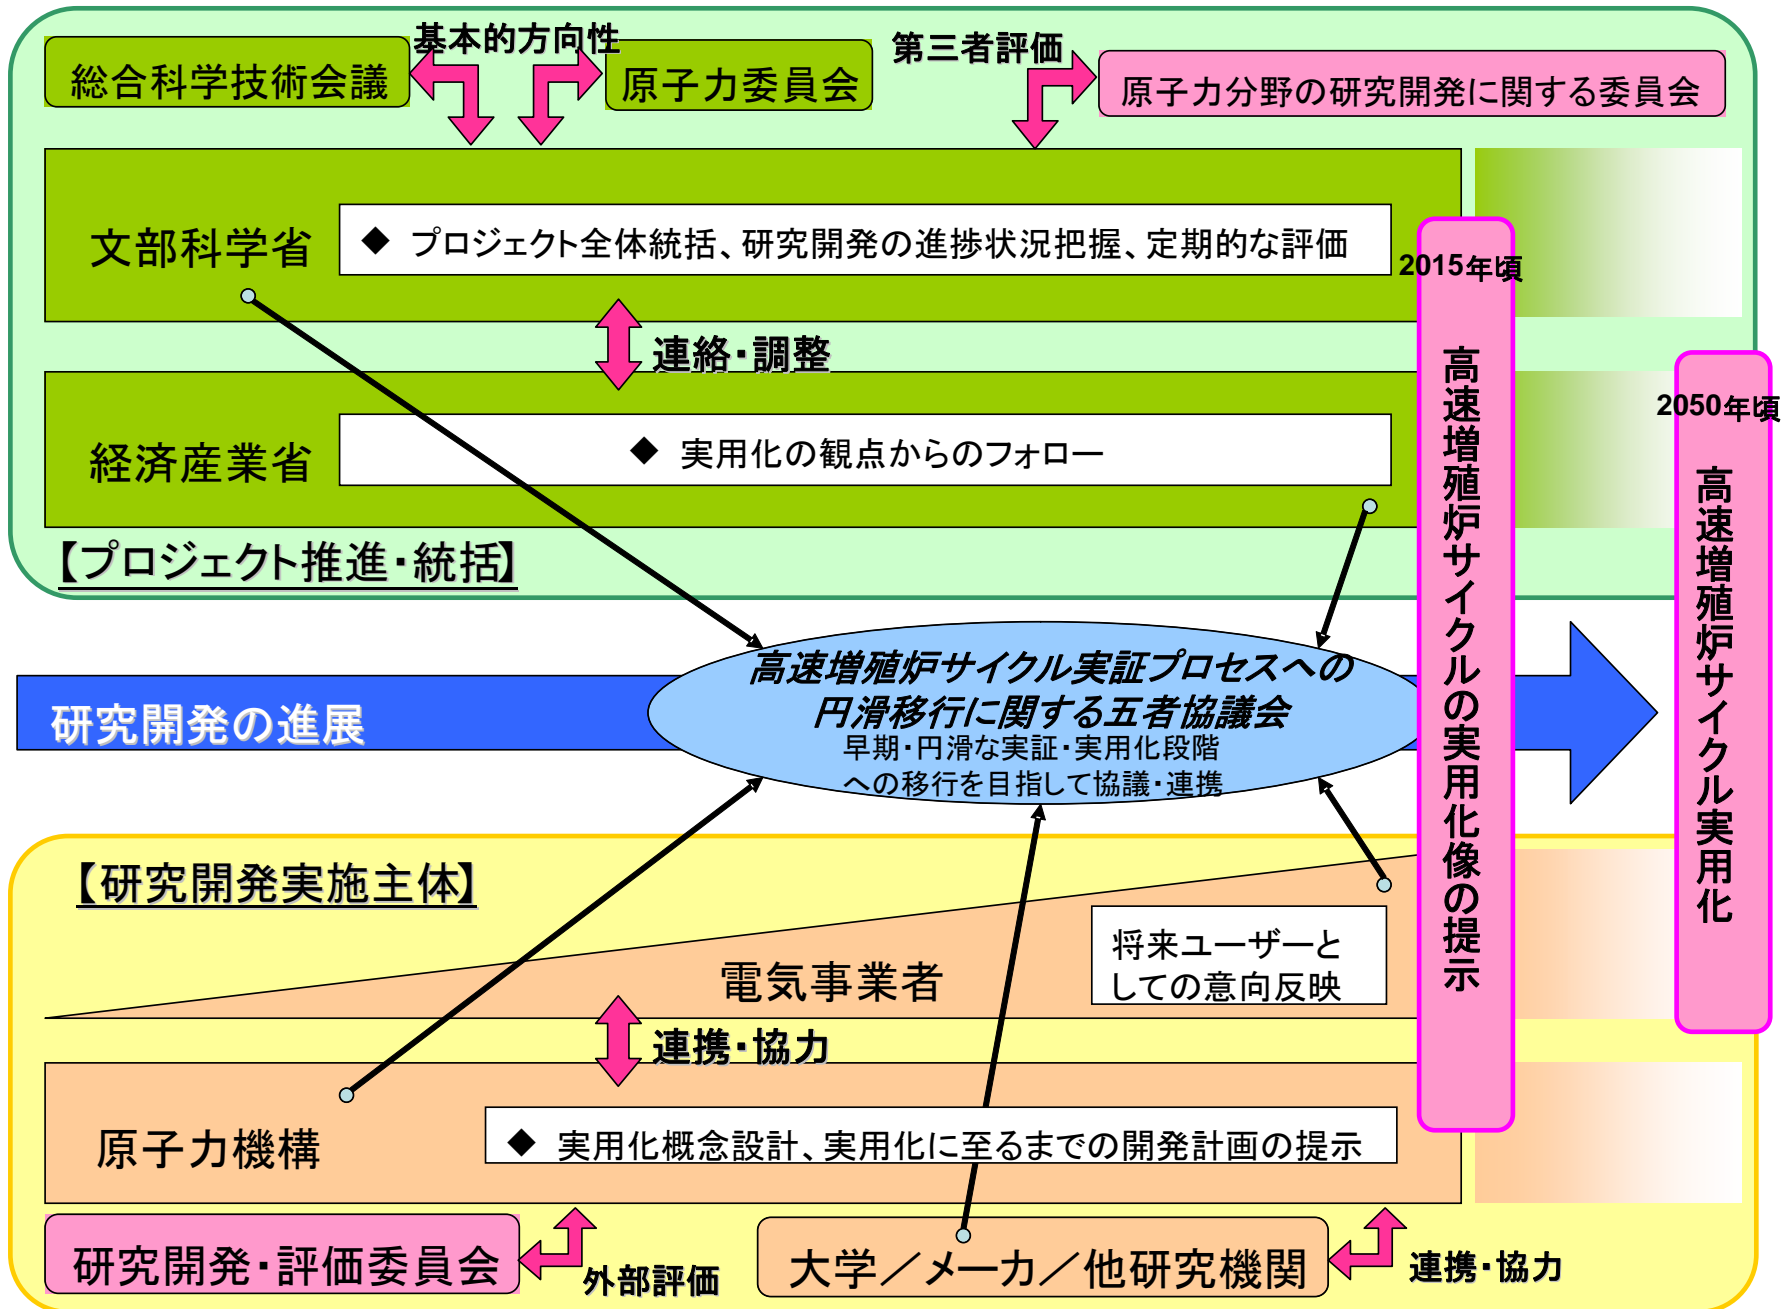 基本的方向性
総合科学技術会議
原子力委員会
第三者評価
原子力分野の研究開発に関する委員会
文部科学省
◆ プロジェクト全体統括、研究開発の進捗状況把握、定期的な評価
連絡・調整
経済産業省
◆ 実用化の観点からのフォロー
【プロジェクト推進・統括】
2015年頃
高速増殖炉サイクルの実用化像の提示
2050年頃
高速増殖炉サイクル実用化
研究開発の進展
高速増殖炉サイクル実証プロセスへの
円滑移行に関する五者協議会
早期・円滑な実証・実用化段階
への移行を目指して協議・連携
【研究開発実施主体】
電気事業者
将来ユーザーと
しての意向反映
連携・協力
原子力機構
◆ 実用化概念設計、実用化に至るまでの開発計画の提示
研究開発・評価委員会
外部評価
大学／メーカ／他研究機関
連携・協力